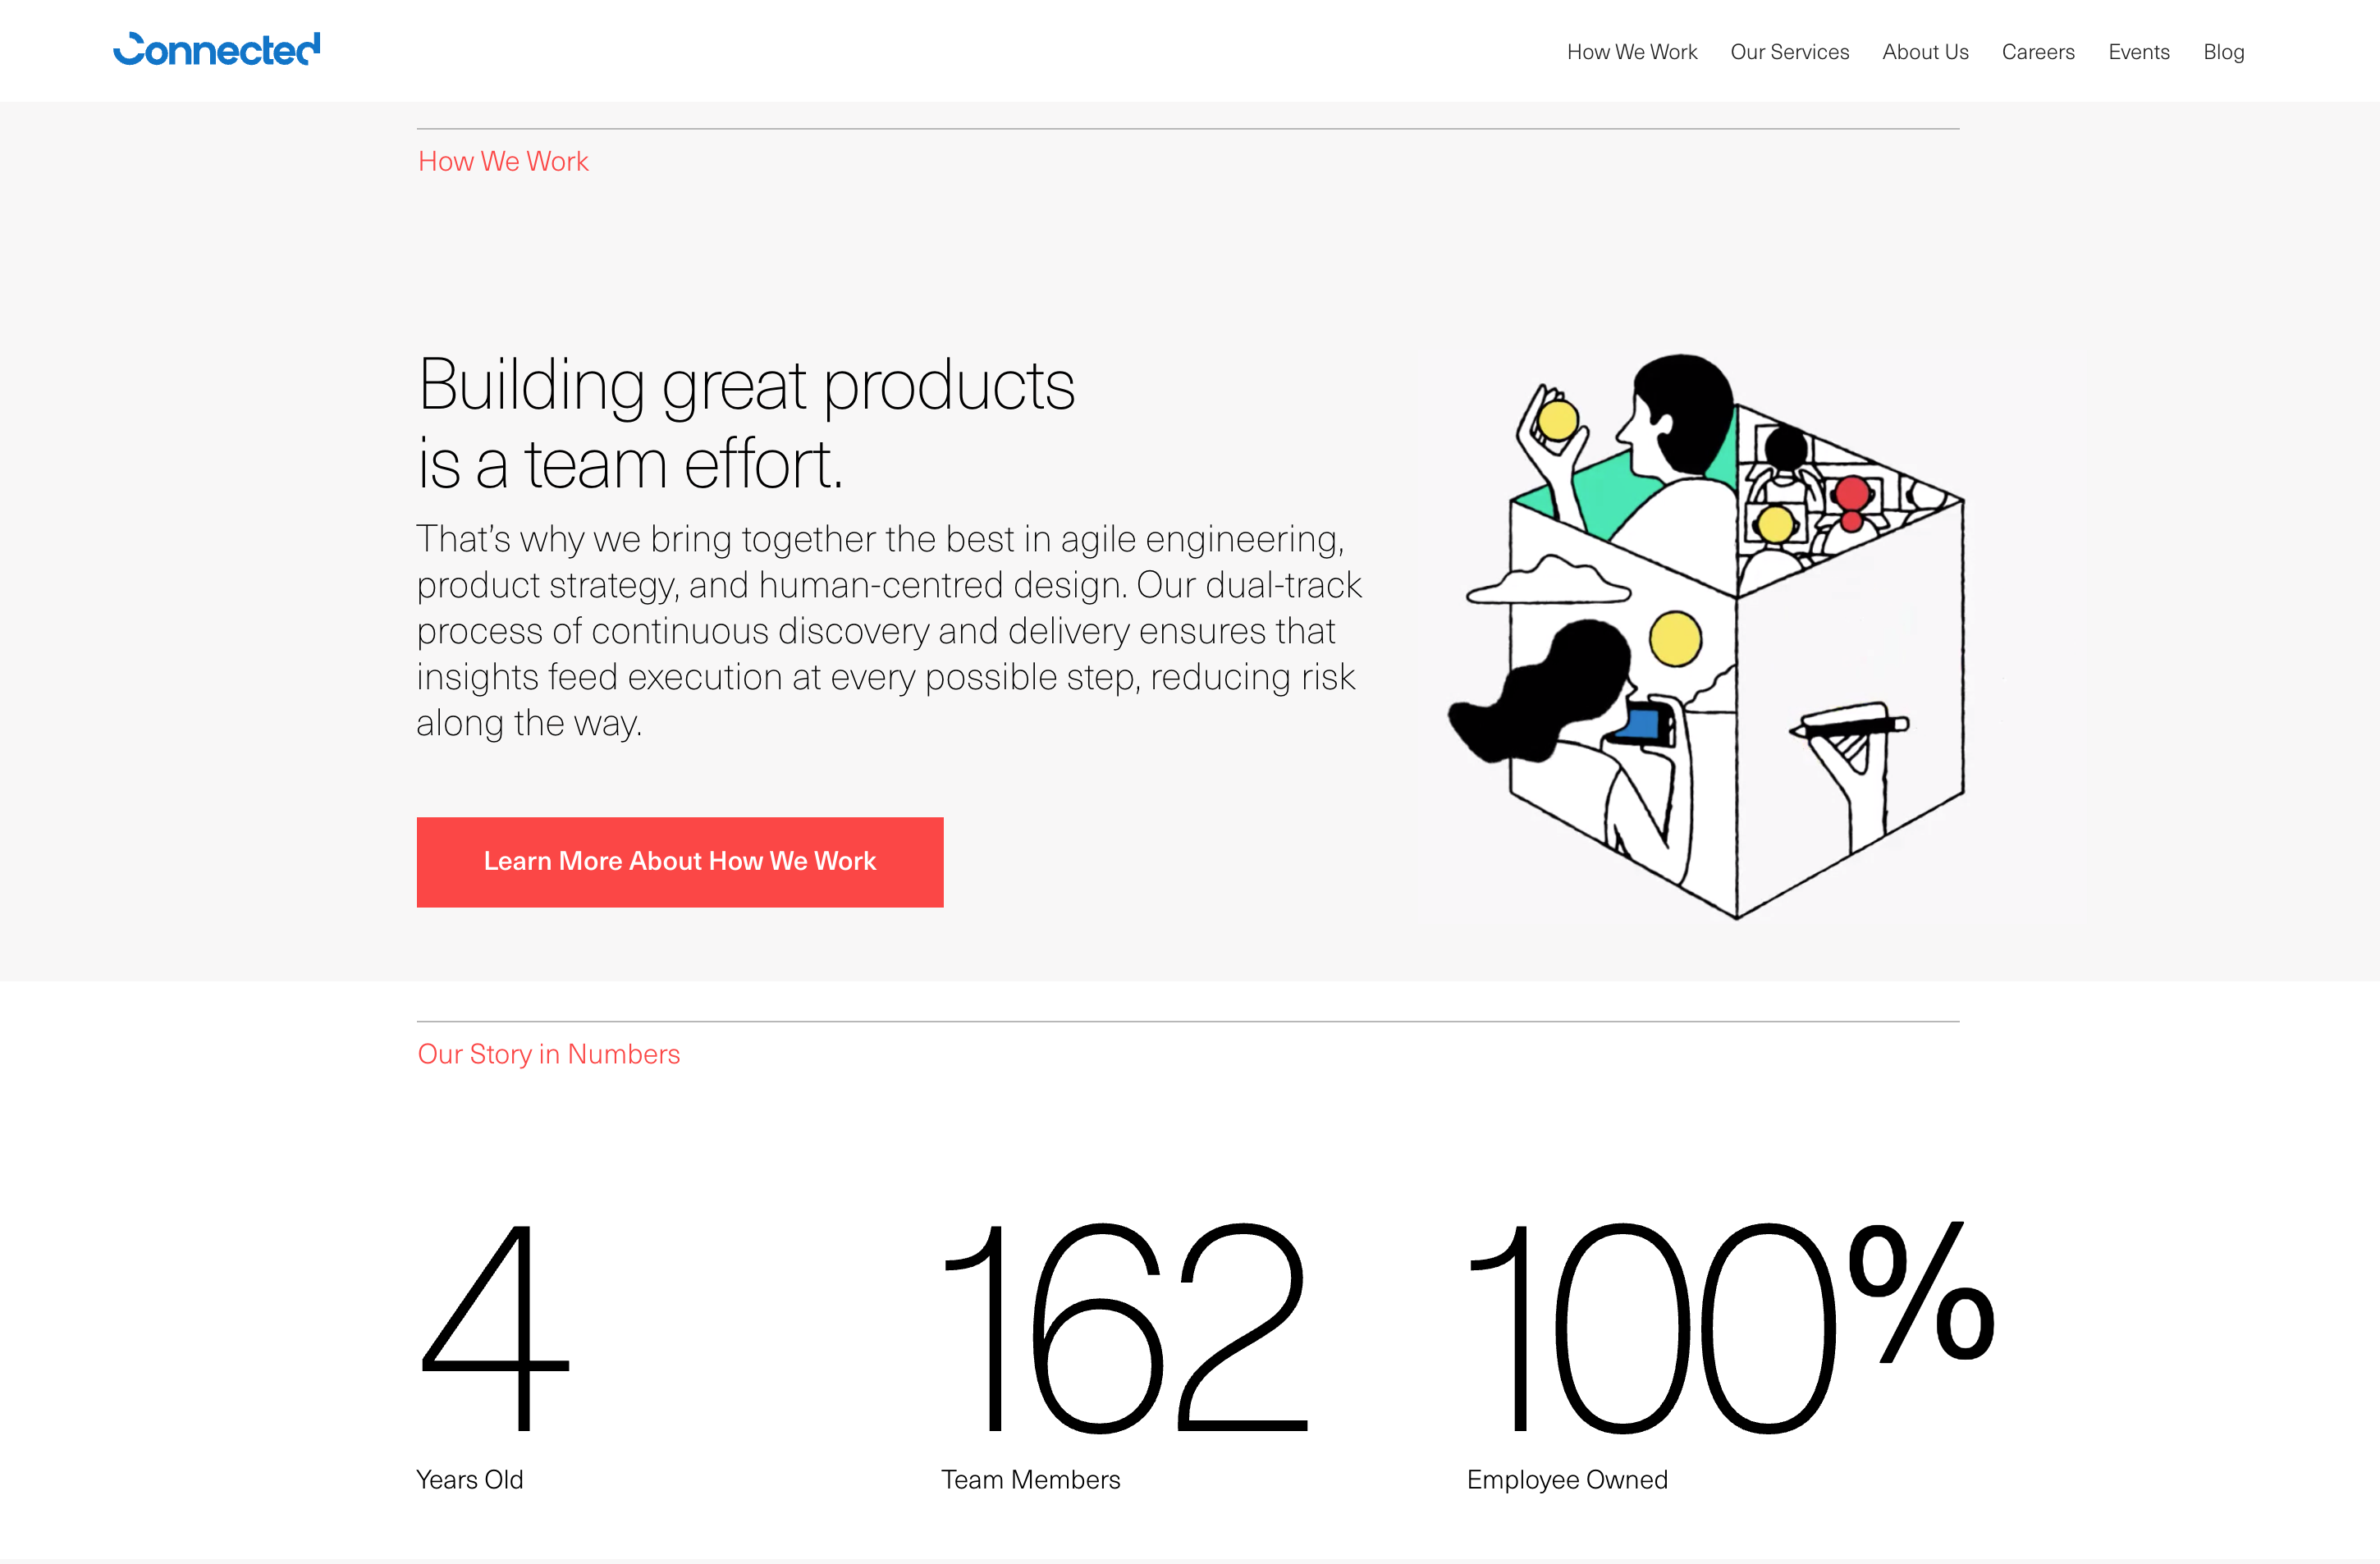 Connected
How We Work
Our Services
About Us
Careers
Events
Blog
How We Work
Building great products
is a team effort.
That’s why we bring together the best in agile engineering,
product strategy, and human-centred design. Our dual-track
process of continuous discovery and delivery ensures that
insights feed execution at every possible step, reducing risk
along the way.
Learn More About How We Work
Our Story in Numbers
4
Years Old
162
Team Members
100%
Employee Owned